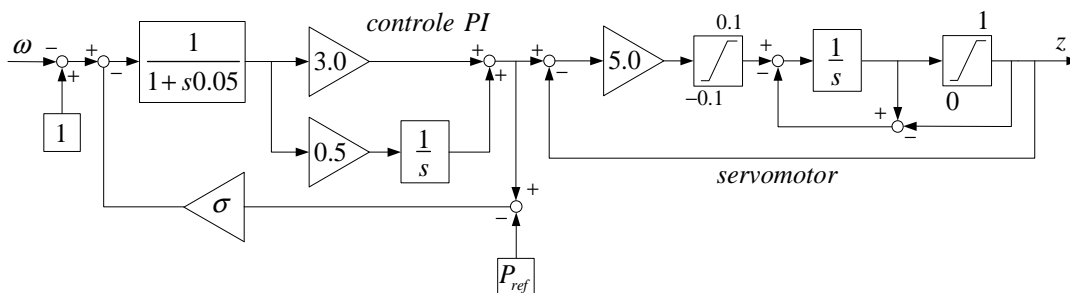 controle PI
0.1
1
ω
−
+
1
+
−
1
1+s0.05
3.0
+
+
+
−
5.0
−0.1
+
−
1
s
0
z
0.5
1
s
+
−
servomotor
σ
+
−
P_ref